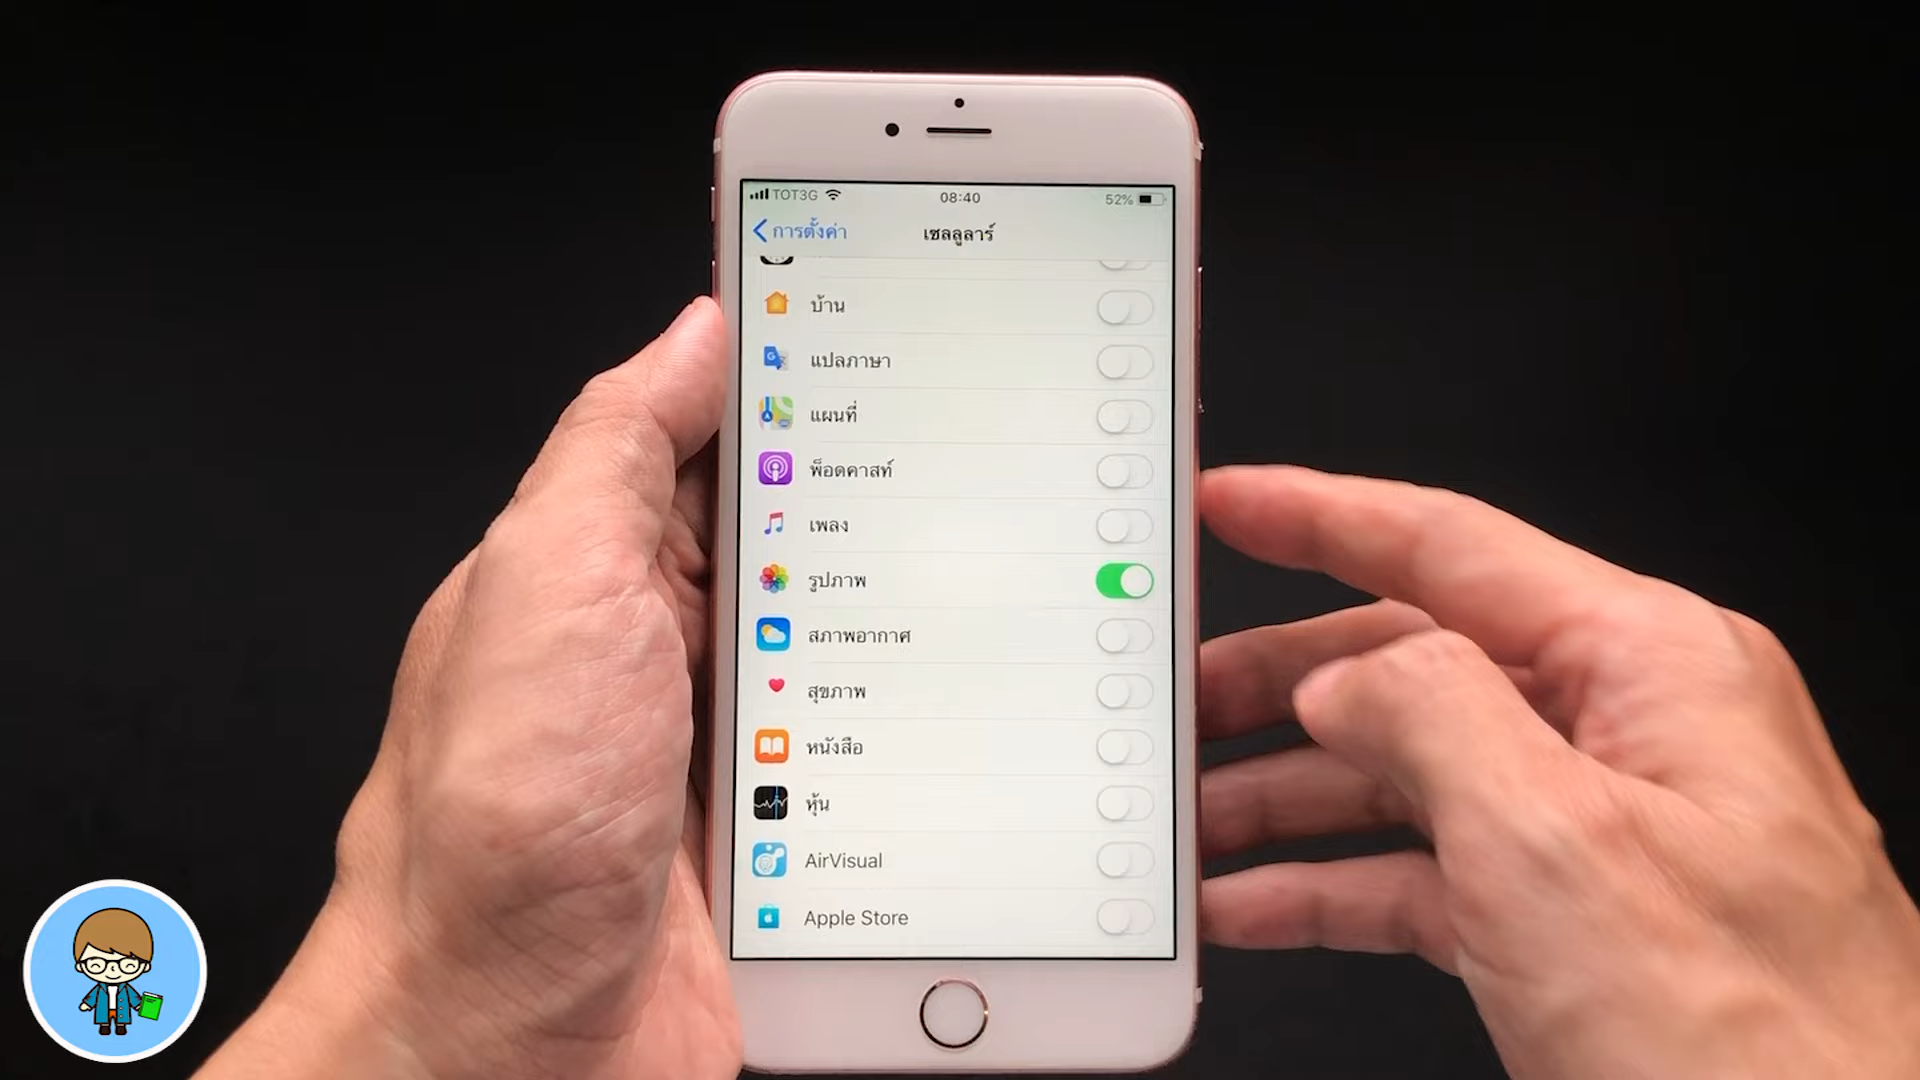 TOT3G 08:40 52%
การตั้งค่า เซลลูลาร์
บ้าน
แปลภาษา
แผนที่
พ็อดคาสท์
เพลง
รูปภาพ
สภาพอากาศ
สุขภาพ
หนังสือ
หุ้น
AirVisual
Apple Store